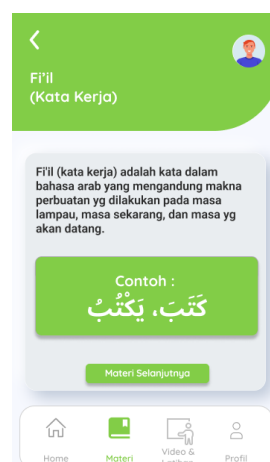 Fi'il
(Kata Kerja)
Fi'il (kata kerja) adalah kata dalam
bahasa arab yang mengandung makna
perbuatan yg dilakukan pada masa
lampau, masa sekarang, dan masa yg
akan datang.
Contoh :
كَتَبَ، يَكْتُبُ
Materi Selanjutnya
Home Materi Video & Profil
Latihan